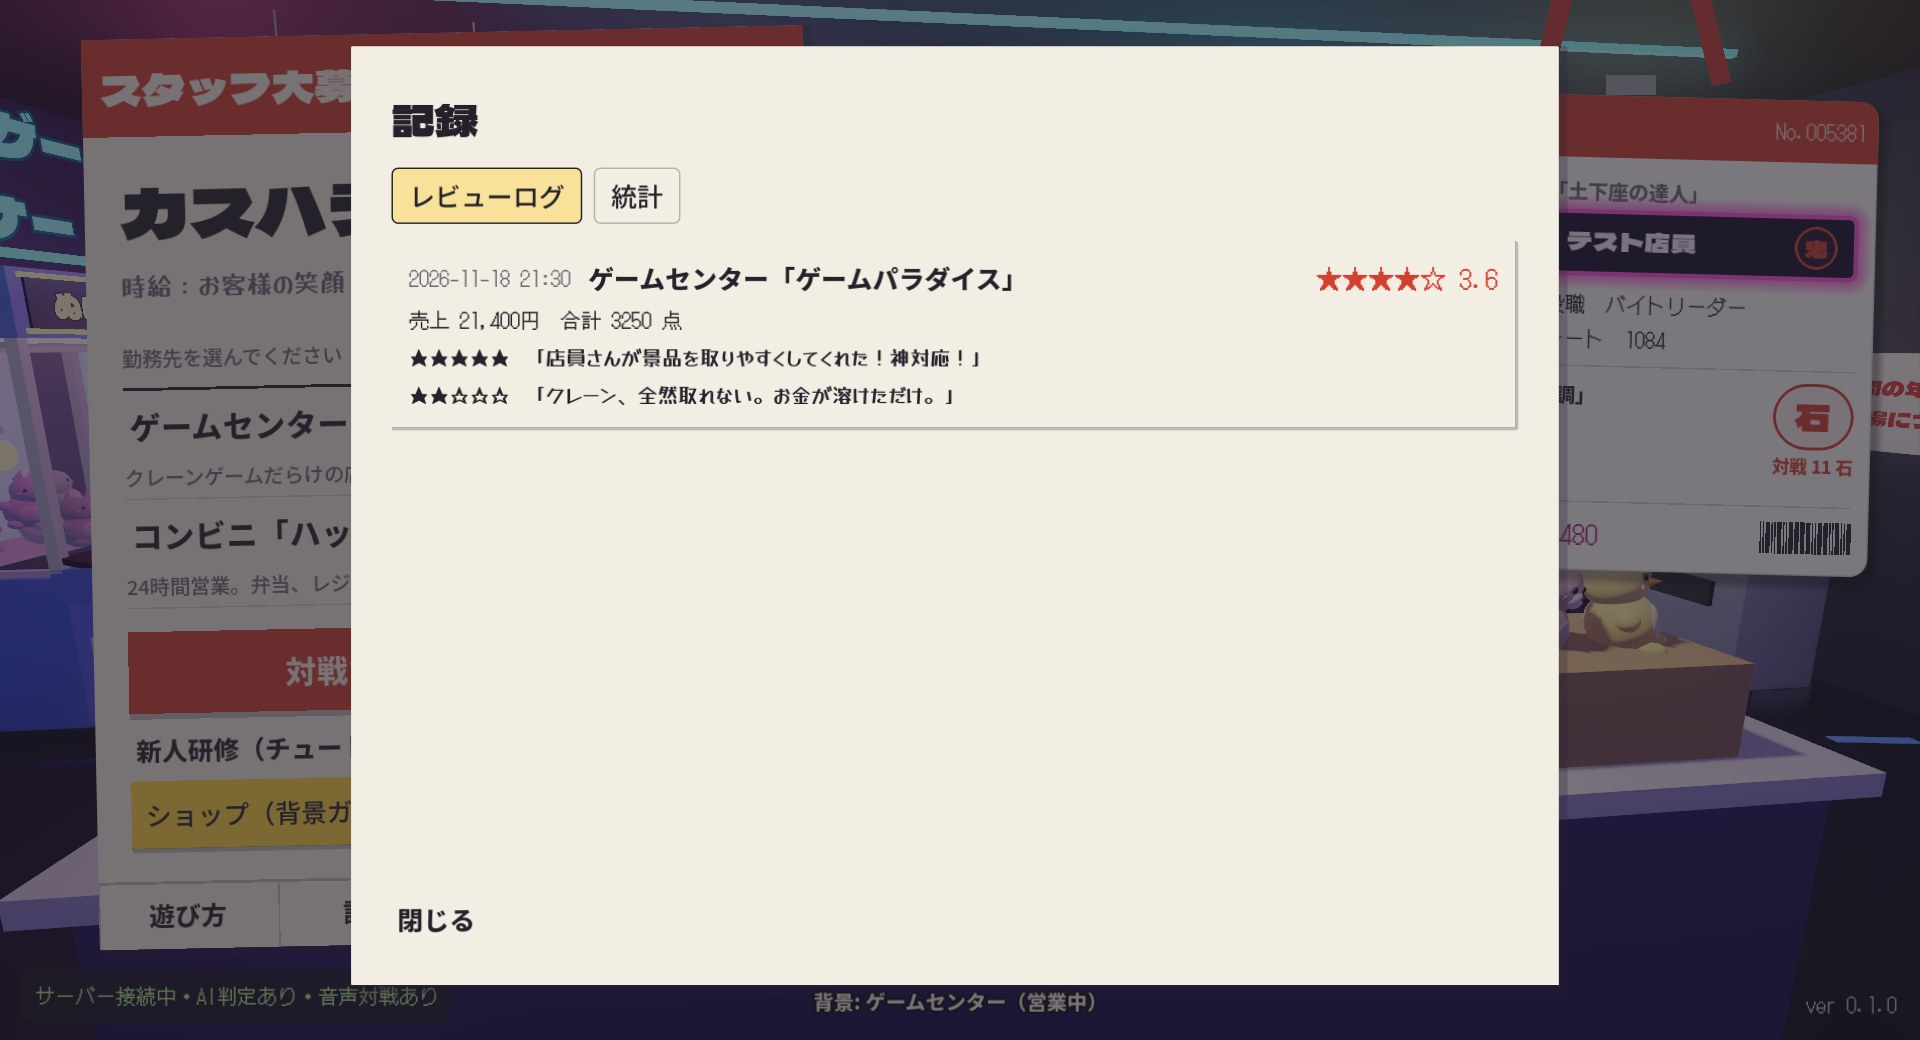 スタッフ大募
カスハラ
時給：お客様の笑顔
勤務先を選んでください
ゲームセンター
クレーンゲームだらけの
コンビニ「ハッ
24時間営業。弁当、レジ
対戦
新人研修（チュート
ショップ（背景ガ
遊び方
ゲー
サー
記録
レビューログ
統計
2026-11-18 21:30 ゲームセンター「ゲームパラダイス」 ★★★★☆ 3.6
売上 21,400円 合計 3250 点
★★★★★ 「店員さんが景品を取りやすくしてくれた！神対応！」
★★☆☆☆ 「クレーン、全然取れない。お金が溶けただけ。」
閉じる
No. 005381
「土下座の達人」
テスト店員
職 バイトリーダー
ート 1084
調」
石
対戦 11 石
480
サーバー接続中・AI判定あり・音声対戦あり
背景: ゲームセンター（営業中）
ver 0.1.0